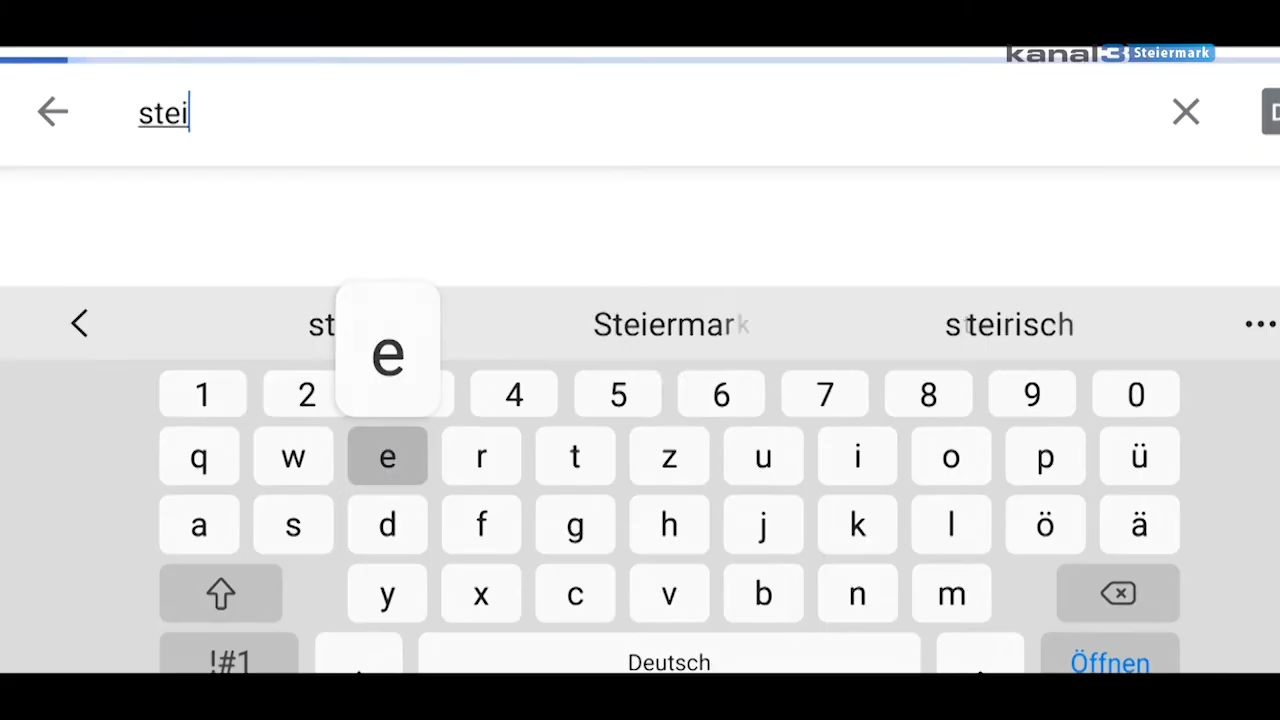 kanal3 Steiermark
stei
D
st Steiermark steirisch
e
1 2 4 5 6 7 8 9 0
q w e r t z u i o p ü
a s d f g h j k l ö ä
y x c v b n m
!#1 Deutsch Öffnen